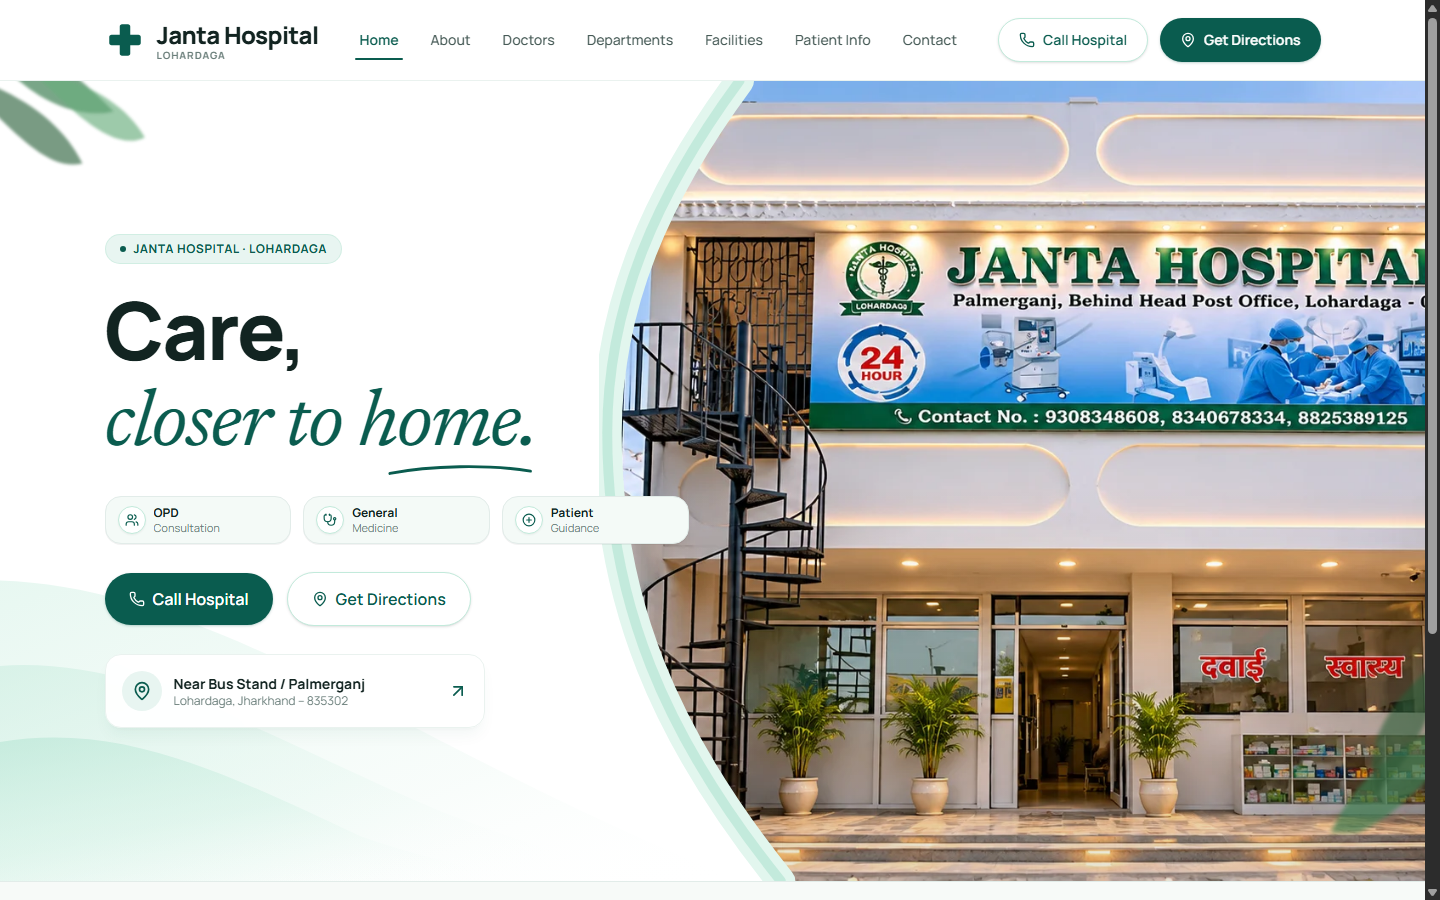 Janta Hospital
LOHARDAGA
Home
About
Doctors
Departments
Facilities
Patient Info
Contact
Call Hospital
Get Directions
JANTA HOSPITAL · LOHARDAGA
Care,
closer to home.
OPD
Consultation
General
Medicine
Patient
Guidance
Call Hospital
Get Directions
Near Bus Stand / Palmerganj
Lohardaga, Jharkhand – 835302
JANTA HOSPITAL
LOHARDAGA
JANTA HOSPITAL
Palmerganj, Behind Head Post Office, Lohardaga -
24
HOUR
Contact No. : 9308348608, 8340678334, 8825389125
दवाई